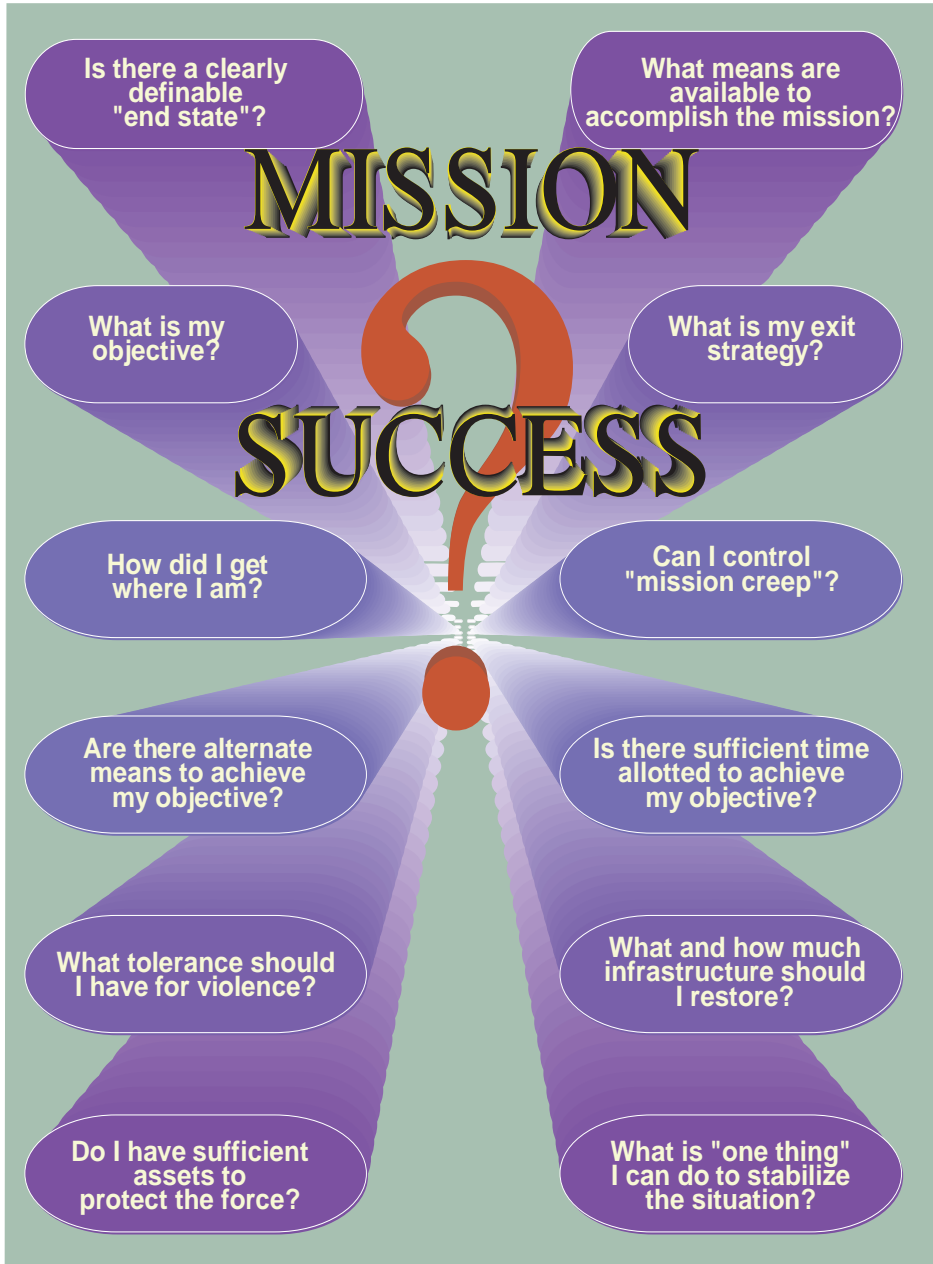 Is there a clearly
definable
"end state"?
What means are
available to
accomplish the mission?
MISSION
What is my
objective?
What is my exit
strategy?
SUCCESS
How did I get
where I am?
Can I control
"mission creep"?
Are there alternate
means to achieve
my objective?
Is there sufficient time
allotted to achieve
my objective?
What tolerance should
I have for violence?
What and how much
infrastructure should
I restore?
Do I have sufficient
assets to
protect the force?
What is "one thing"
I can do to stabilize
the situation?